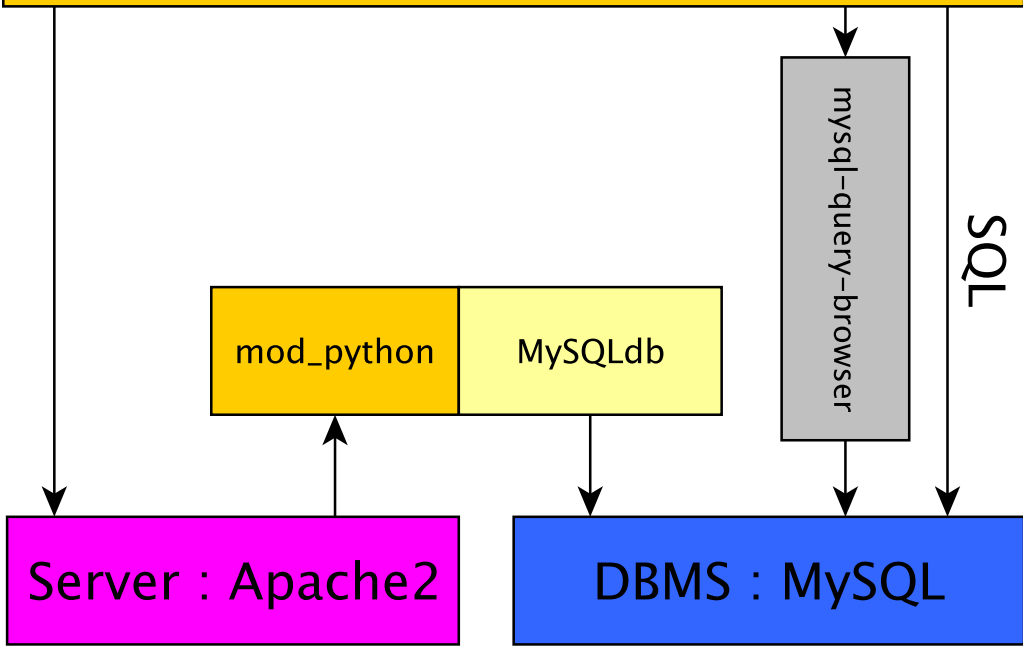 mysql-query-browser
SQL
mod_python
MySQLdb
Server : Apache2
DBMS : MySQL